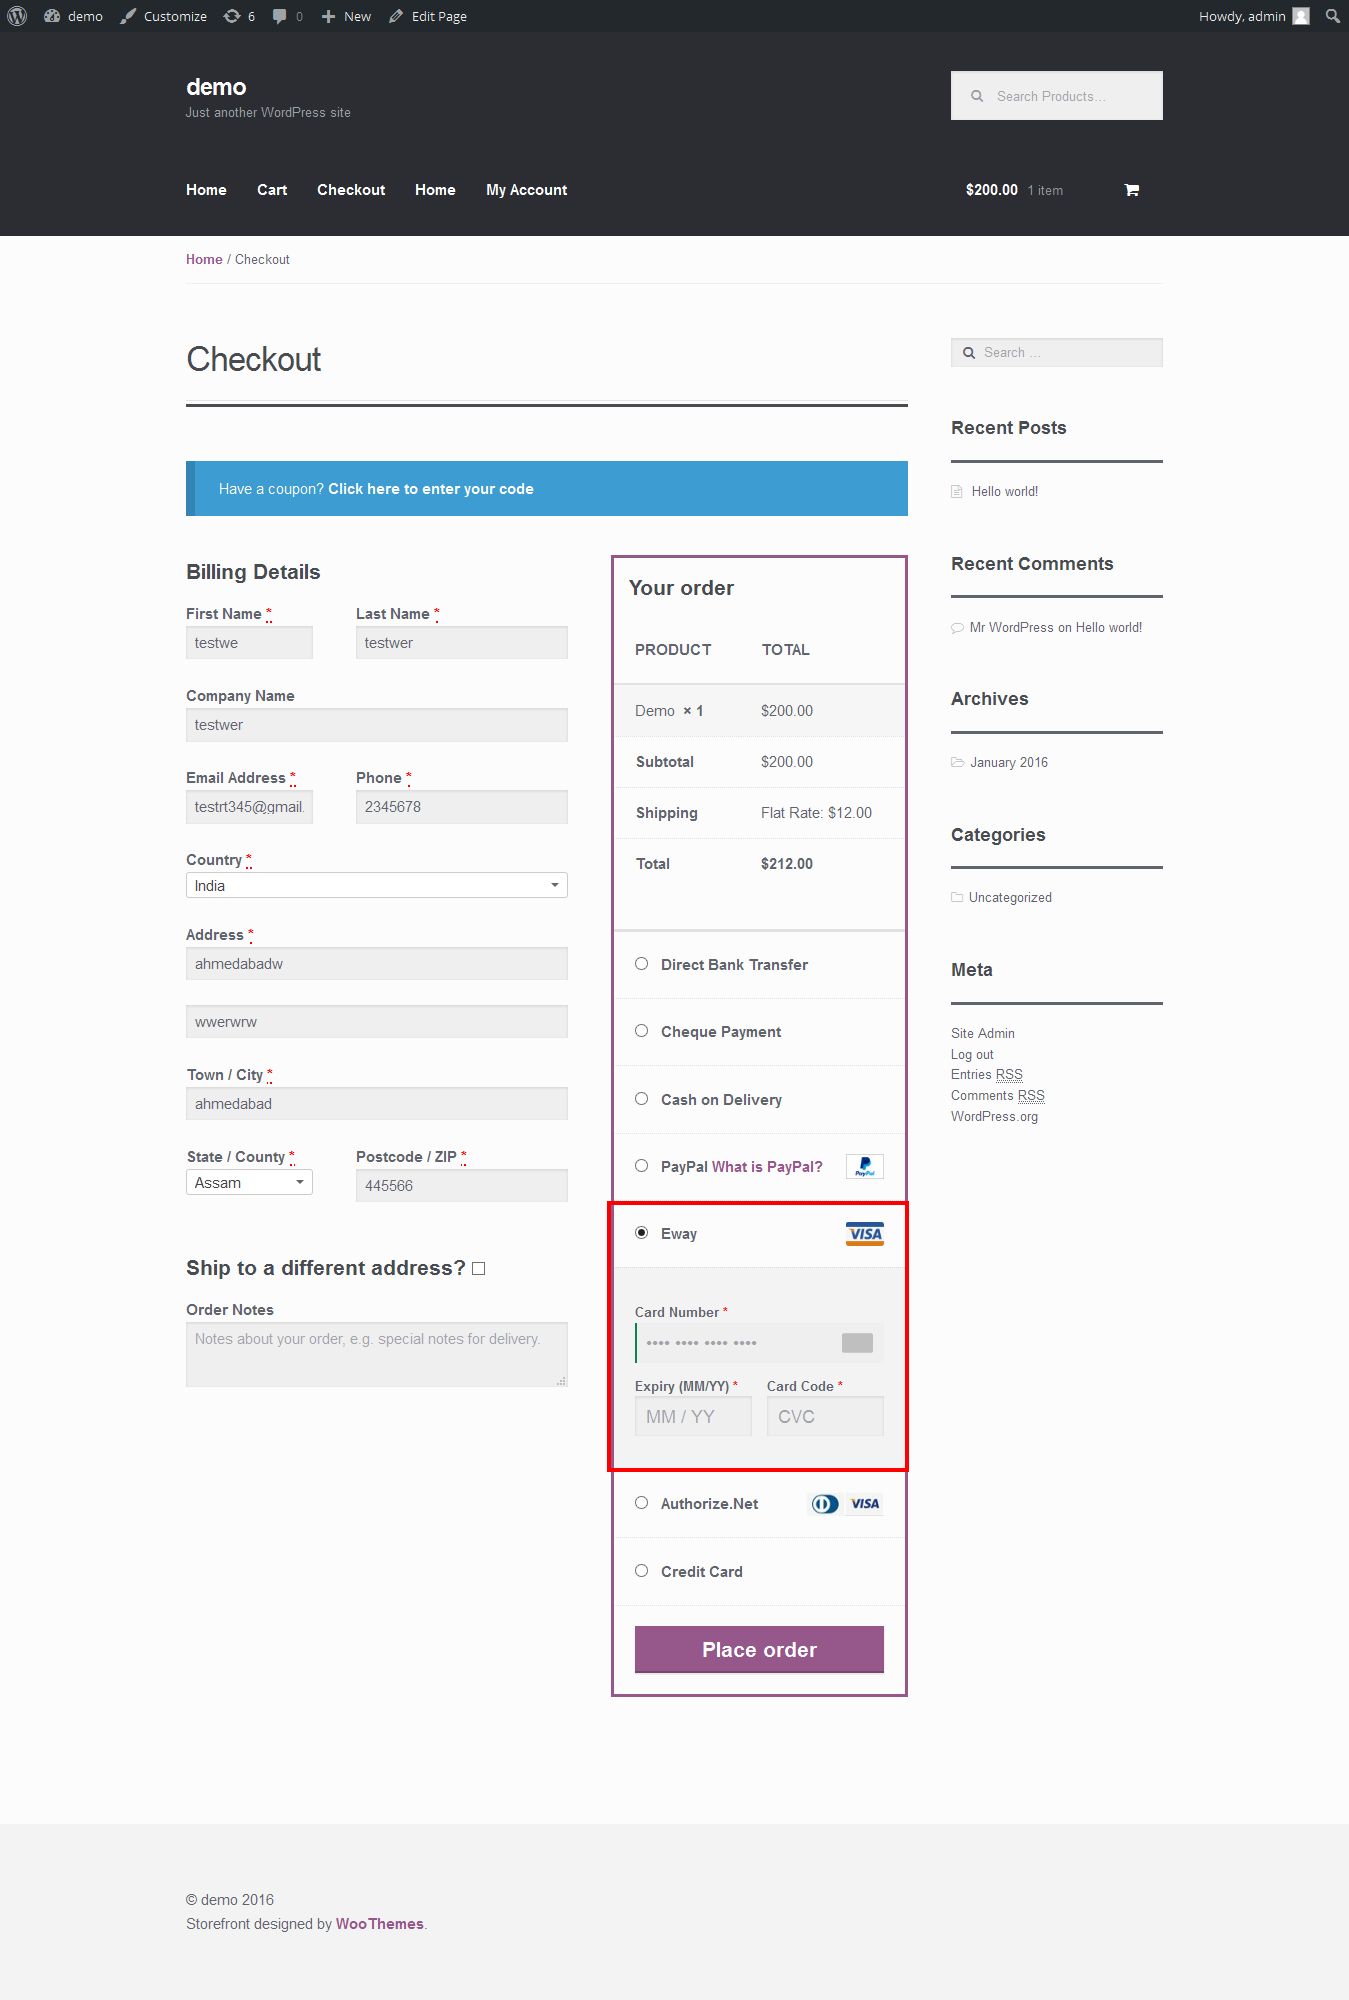 demo Customize 6 0 New Edit Page Howdy, admin
demo
Just another WordPress site
Search Products...
Home Cart Checkout Home My Account
$200.00 1 item
Home / Checkout
Checkout
Have a coupon? Click here to enter your code
Billing Details
First Name * Last Name *
testwe testwer
Company Name
testwer
Email Address * Phone *
testrt345@gmail. 2345678
Country *
India
Address *
ahmedabadw
wwerwrw
Town / City *
ahmedabad
State / County * Postcode / ZIP *
Assam 445566
Ship to a different address?
Order Notes
Notes about your order, e.g. special notes for delivery.
Your order
PRODUCT TOTAL
Demo × 1 $200.00
Subtotal $200.00
Shipping Flat Rate: $12.00
Total $212.00
Direct Bank Transfer
Cheque Payment
Cash on Delivery
PayPal What is PayPal? PayPal
Eway VISA
Card Number *
•••• •••• •••• ••••
Expiry (MM/YY) * Card Code *
MM / YY CVC
Authorize.Net VISA
Credit Card
Place order
Search ...
Recent Posts
Hello world!
Recent Comments
Mr WordPress on Hello world!
Archives
January 2016
Categories
Uncategorized
Meta
Site Admin
Log out
Entries RSS
Comments RSS
WordPress.org
© demo 2016
Storefront designed by WooThemes.